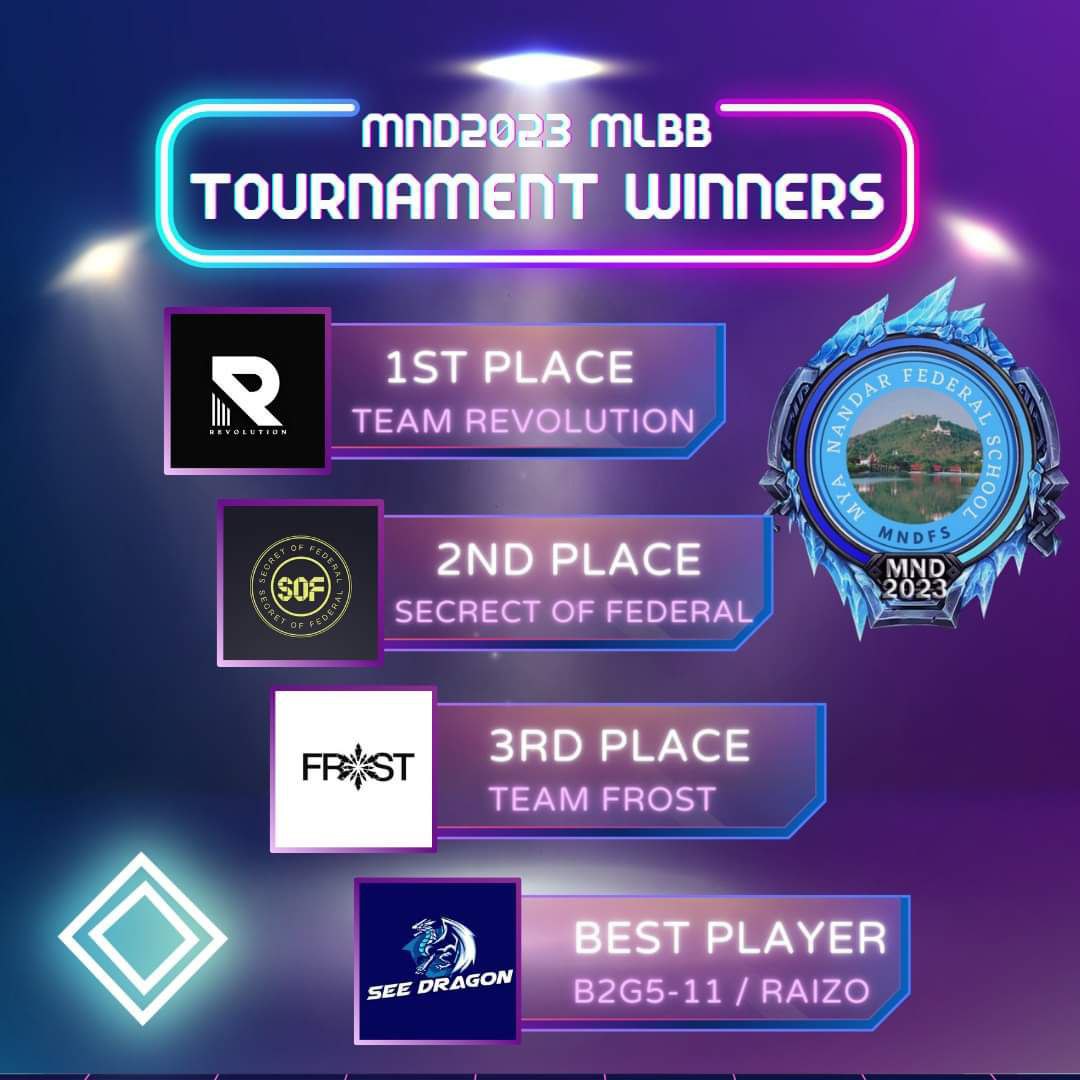 MND2023 MLBB
TOURNAMENT WINNERS
R
REVOLUTION
1ST PLACE
TEAM REVOLUTION
MYA NANDAR FEDERAL SCHOOL
MNDFS
MND
2023
SECRET OF FEDERAL
SOF
SECRET OF FEDERAL
2ND PLACE
SECRECT OF FEDERAL
FROST
3RD PLACE
TEAM FROST
SEE DRAGON
BEST PLAYER
B2G5-11 / RAIZO